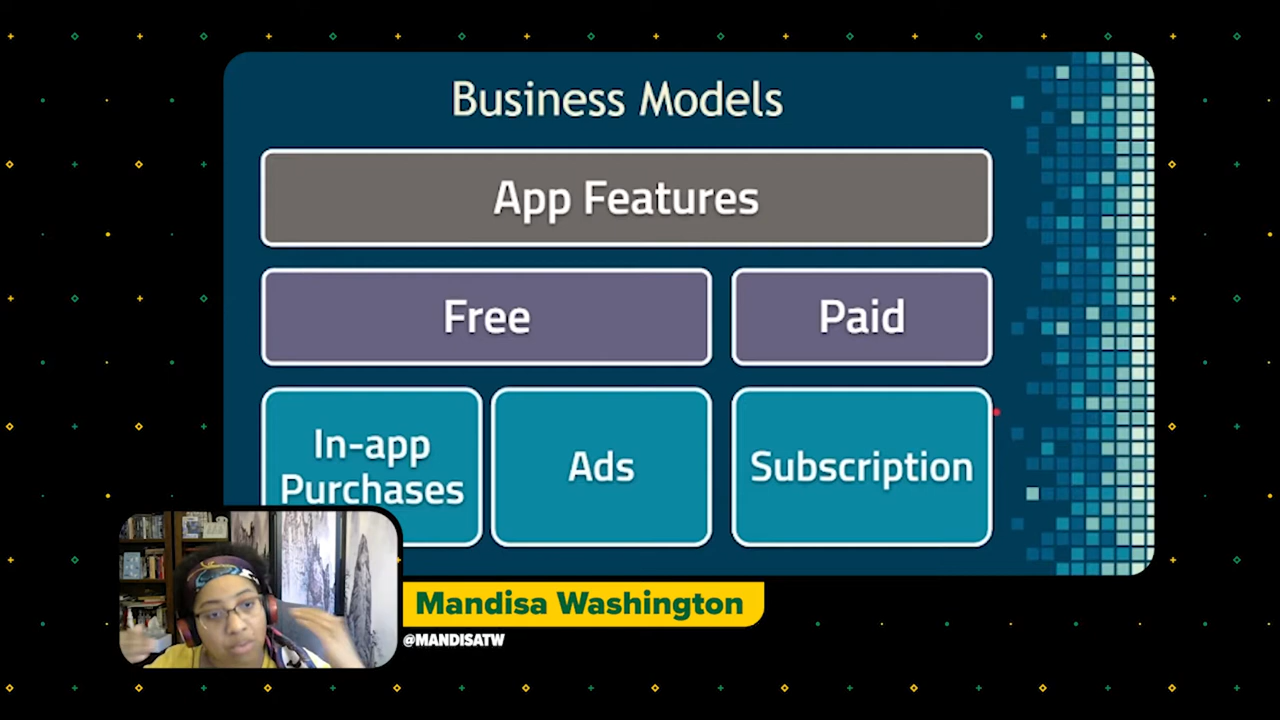 Business Models
App Features
Free
Paid
In-app
Purchases
Ads
Subscription
Mandisa Washington
@MANDISATW